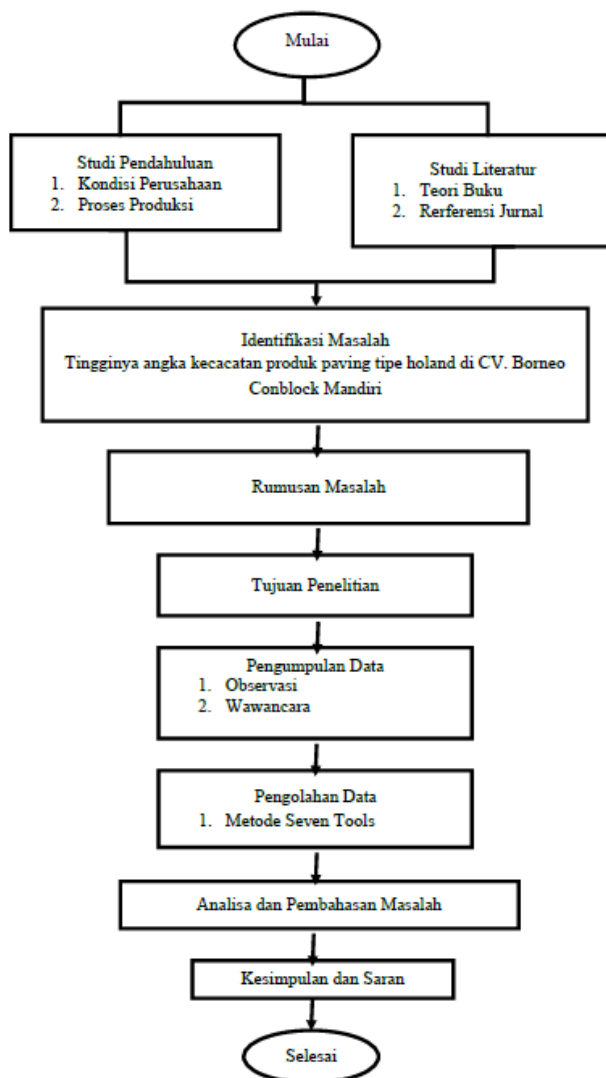 Mulai
Studi Pendahuluan
1. Kondisi Perusahaan
2. Proses Produksi
Studi Literatur
1. Teori Buku
2. Rerferensi Jurnal
Identifikasi Masalah
Tingginya angka kecacatan produk paving tipe holand di CV. Borneo
Conblock Mandiri
Rumusan Masalah
Tujuan Penelitian
Pengumpulan Data
1. Observasi
2. Wawancara
Pengolahan Data
1. Metode Seven Tools
Analisa dan Pembahasan Masalah
Kesimpulan dan Saran
Selesai